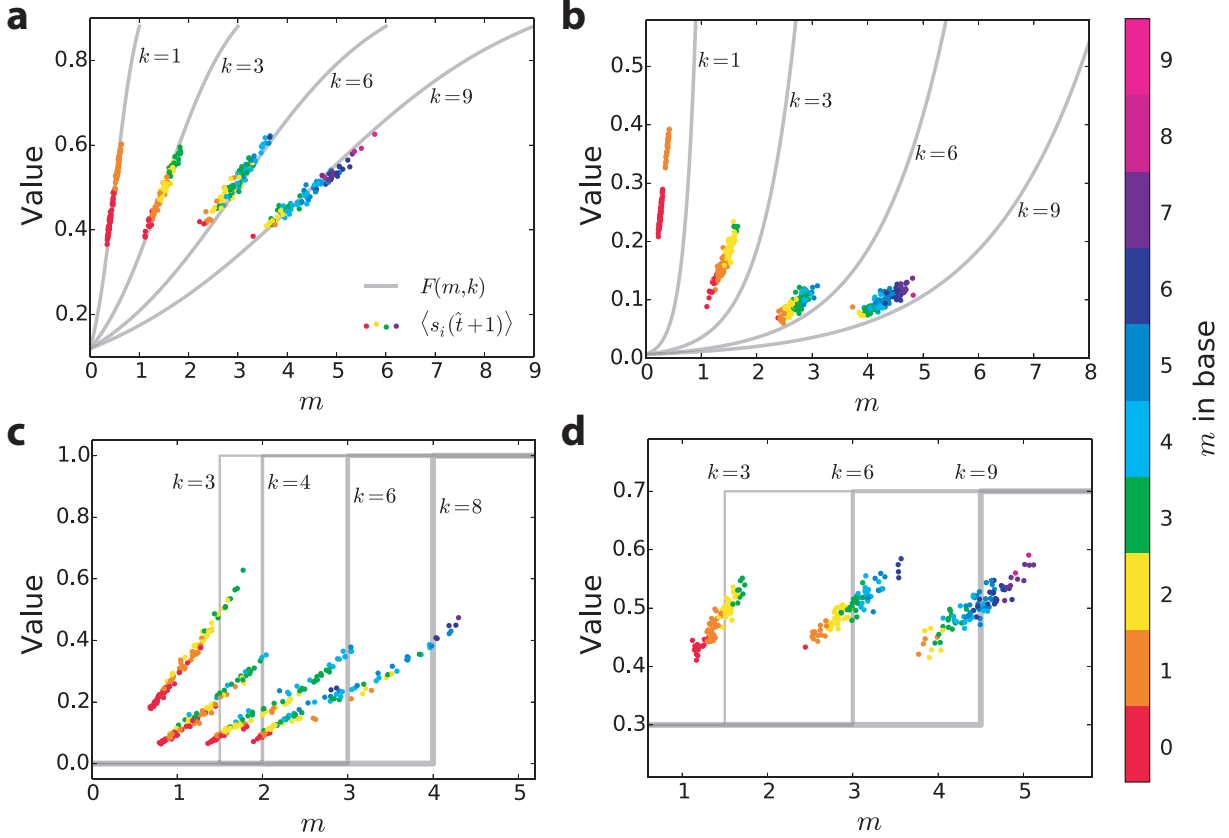 a
Value
0.8
0.6
0.4
0.2
k=1
k=3
k=6
k=9
F(m,k)
⟨s_i(t̂+1)⟩
0 1 2 3 4 5 6 7 8 9
m
b
Value
0.5
0.4
0.3
0.2
0.1
0.0
k=1
k=3
k=6
k=9
0 1 2 3 4 5 6 7 8
m
c
Value
1.0
0.8
0.6
0.4
0.2
0.0
k=3
k=4
k=6
k=8
0 1 2 3 4 5
m
d
Value
0.7
0.6
0.5
0.4
0.3
k=3
k=6
k=9
1 2 3 4 5
m
9
8
7
6
5
4
3
2
1
0
m in base